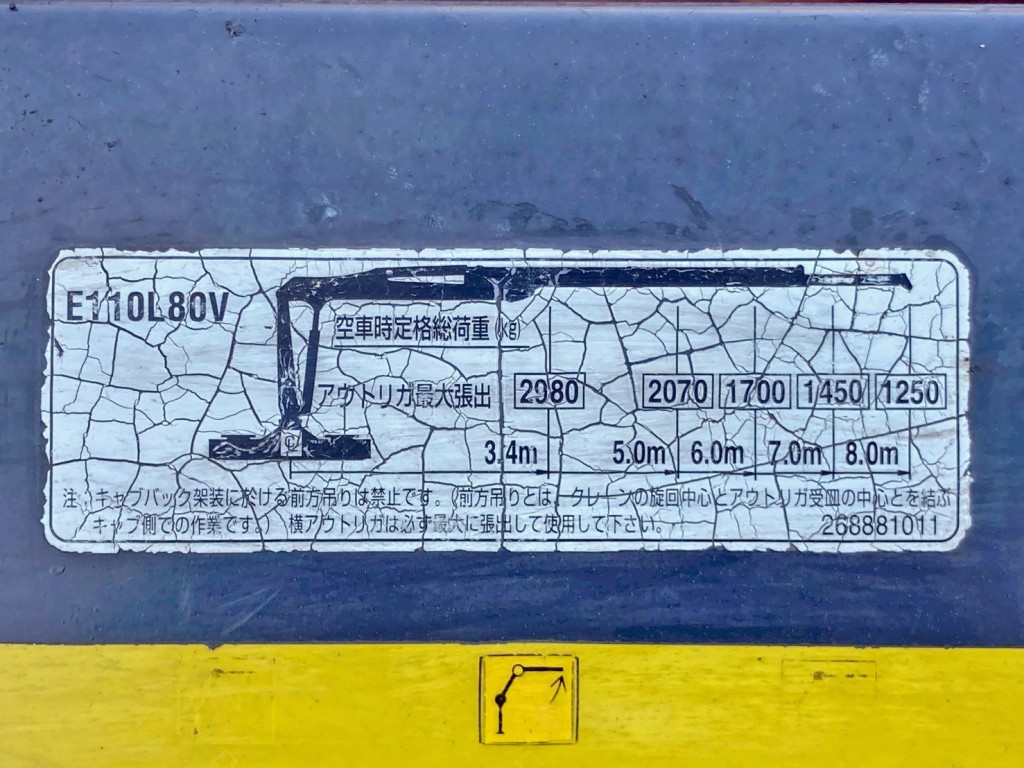 E110L80V
空車時定格総荷重(kg)
アウトリガ最大張出 2980 2070 1700 1450 1250
3.4m 5.0m 6.0m 7.0m 8.0m
注.キャブバック架装に於ける前方吊りは禁止です。(前方吊りとは、クレーンの旋回中心とアウトリガ受皿の中心とを結ぶ
キャブ側での作業です。) 横アウトリガは必ず最大に張出して使用して下さい。 268881011